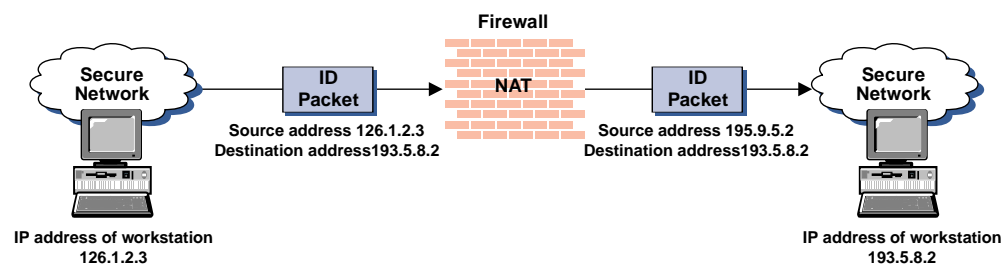 Firewall
Secure
Network
ID
Packet
NAT
ID
Packet
Secure
Network
Source address 126.1.2.3
Destination address193.5.8.2
Source address 195.9.5.2
Destination address193.5.8.2
IP address of workstation
126.1.2.3
IP address of workstation
193.5.8.2